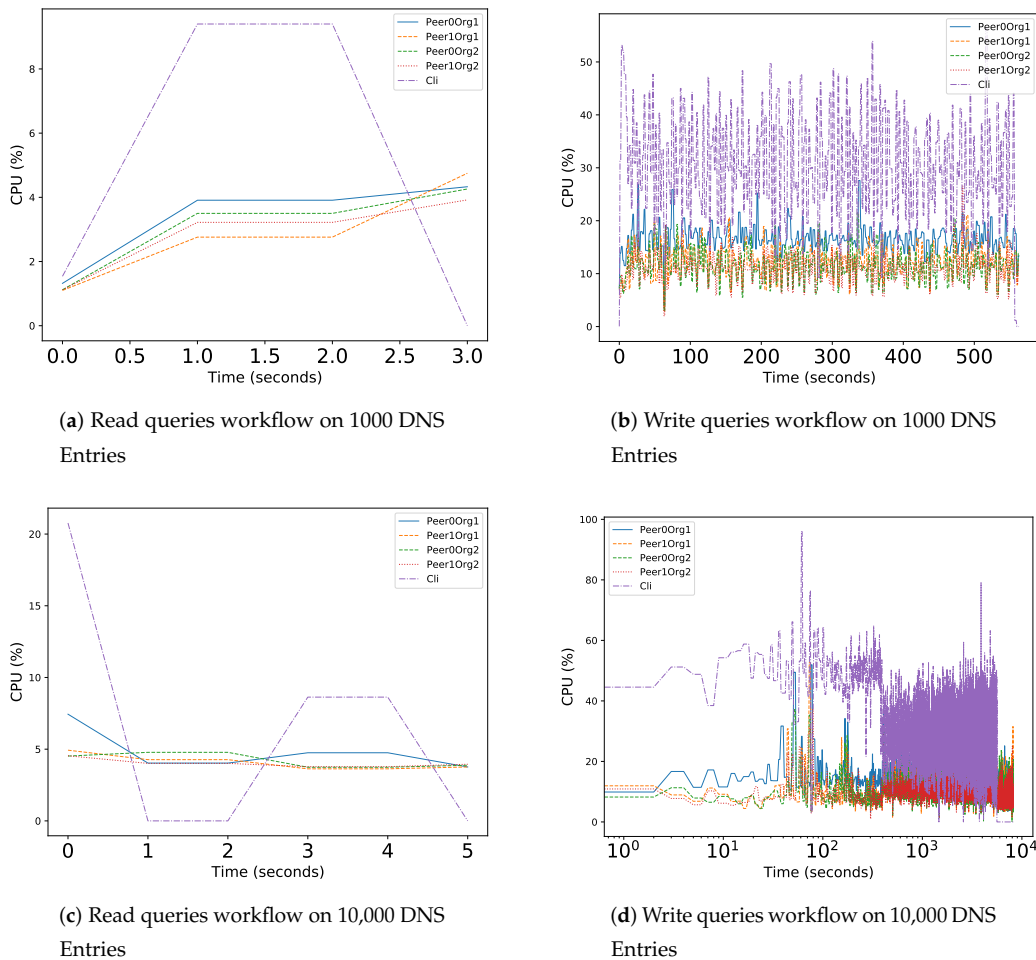 8
6
4
2
0
CPU (%)
0.0 0.5 1.0 1.5 2.0 2.5 3.0
Time (seconds)
Peer0Org1
Peer1Org1
Peer0Org2
Peer1Org2
Cli
(a) Read queries workflow on 1000 DNS
Entries
50
40
30
20
10
0
CPU (%)
0 100 200 300 400 500
Time (seconds)
Peer0Org1
Peer1Org1
Peer0Org2
Peer1Org2
Cli
(b) Write queries workflow on 1000 DNS
Entries
20
15
10
5
0
CPU (%)
0 1 2 3 4 5
Time (seconds)
Peer0Org1
Peer1Org1
Peer0Org2
Peer1Org2
Cli
(c) Read queries workflow on 10,000 DNS
Entries
100
80
60
40
20
0
CPU (%)
10⁰ 10¹ 10² 10³ 10⁴
Time (seconds)
Peer0Org1
Peer1Org1
Peer0Org2
Peer1Org2
Cli
(d) Write queries workflow on 10,000 DNS
Entries